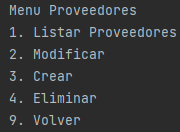 Menu Proveedores
1. Listar Proveedores
2. Modificar
3. Crear
4. Eliminar
9. Volver